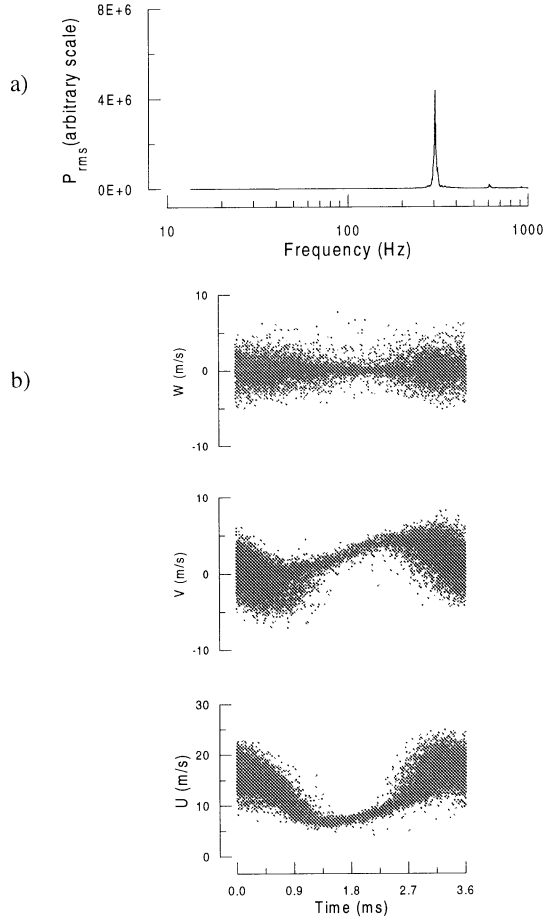 a)
P rms (arbitrary scale)
8E+6
4E+6
0E+0
10 100 1000
Frequency (Hz)
b)
W (m/s)
10
0
-10
V (m/s)
10
0
-10
U (m/s)
30
20
10
0
0.0 0.9 1.8 2.7 3.6
Time (ms)